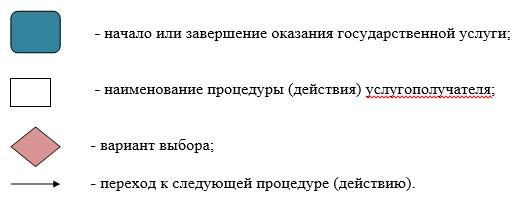 - начало или завершение оказания государственной услуги;
- наименование процедуры (действия) услугополучателя;
- вариант выбора;
- переход к следующей процедуре (действию).